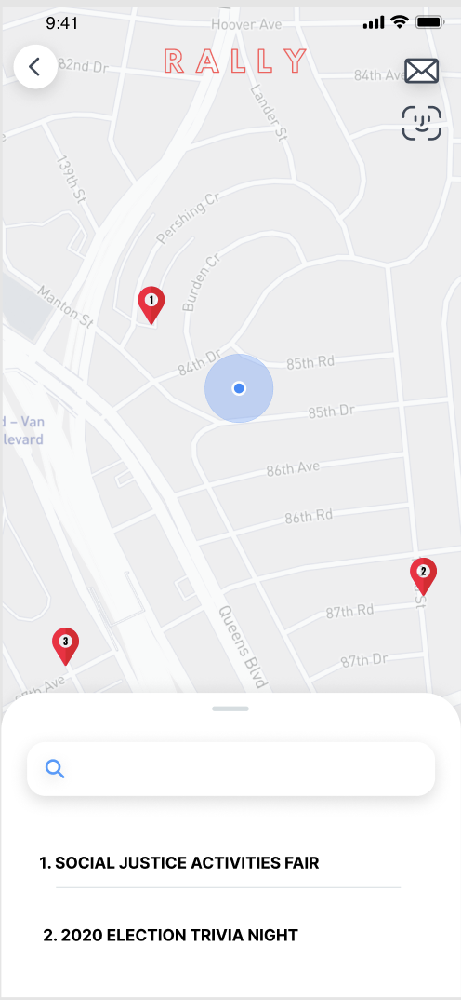 9:41
Hoover Ave
RALLY
82nd Dr
84th Ave
Lander St
139th St
Pershing Cr
Burden Cr
Manton St
1
84th Dr
85th Rd
85th Dr
d – Van
levard
86th Ave
86th Rd
2
St
87th Rd
Queens Blvd
3
87th Dr
87th Ave
1. SOCIAL JUSTICE ACTIVITIES FAIR
2. 2020 ELECTION TRIVIA NIGHT